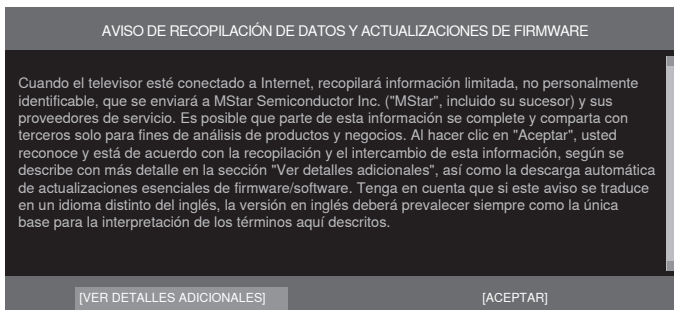 AVISO DE RECOPILACIÓN DE DATOS Y ACTUALIZACIONES DE FIRMWARE
Cuando el televisor esté conectado a Internet, recopilará información limitada, no personalmente
identificable, que se enviará a MStar Semiconductor Inc. ("MStar", incluido su sucesor) y sus
proveedores de servicio. Es posible que parte de esta información se complete y comparta con
terceros solo para fines de análisis de productos y negocios. Al hacer clic en "Aceptar", usted
reconoce y está de acuerdo con la recopilación y el intercambio de esta información, según se
describe con más detalle en la sección "Ver detalles adicionales", así como la descarga automática
de actualizaciones esenciales de firmware/software. Tenga en cuenta que si este aviso se traduce
en un idioma distinto del inglés, la versión en inglés deberá prevalecer siempre como la única
base para la interpretación de los términos aquí descritos.
[VER DETALLES ADICIONALES]
[ACEPTAR]